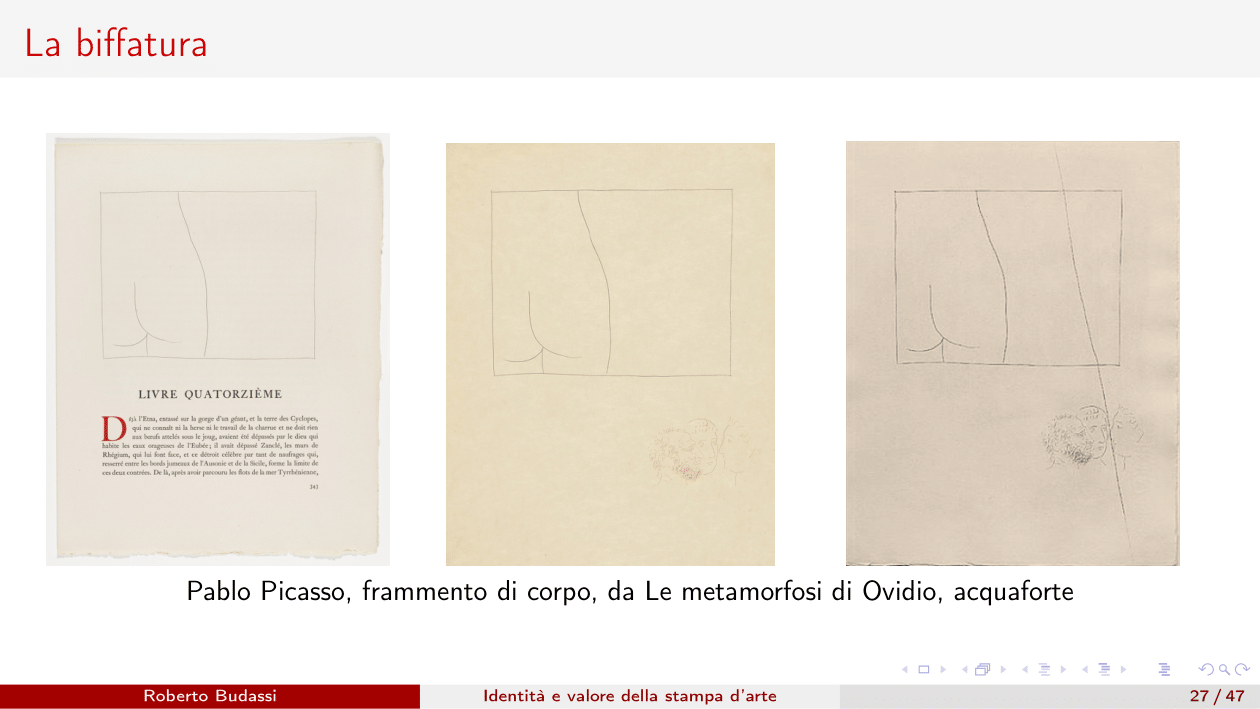 La biffatura
LIVRE QUATORZIÈME
Déjà l'Etna, entassé sur la gorge d'un géant, et la terre des Cyclopes,
qui ne connaît ni la herse ni le travail de la charrue et ne doit rien
aux bœufs attelés sous le joug, avaient été dépassés par le dieu qui
habite les eaux orageuses de l'Eubée; il avait dépassé Zanclé, les murs de
Rhégium, qui lui font face, et ce détroit célèbre par tant de naufrages qui,
resserré entre les bords jumeaux de l'Ausonie et de la Sicile, forme la limite de
ces deux contrées. De là, après avoir parcouru les flots de la mer Tyrrhénienne,
343
Pablo Picasso, frammento di corpo, da Le metamorfosi di Ovidio, acquaforte
Roberto Budassi
Identità e valore della stampa d'arte
27 / 47